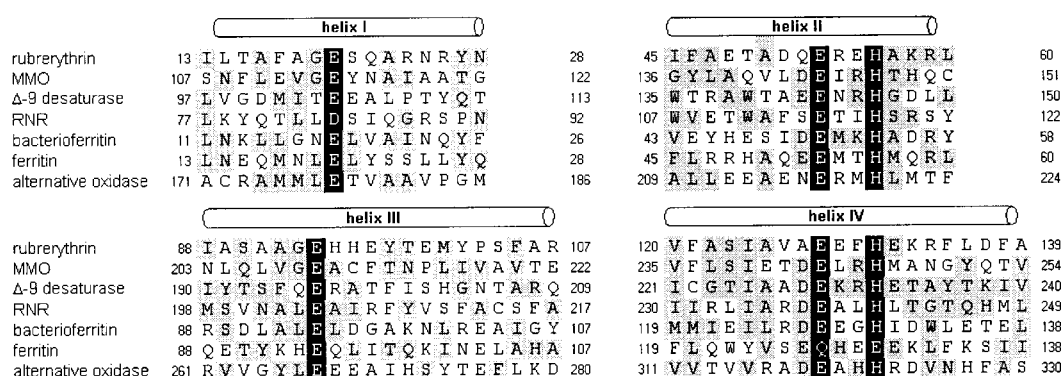 helix I
rubrerythrin 13 I L T A F A G E S Q A R N R Y N 28
MMO 107 S N F L E V G E Y N A I A A T G 122
Δ-9 desaturase 97 L V G D M I T E E A L P T Y Q T 113
RNR 77 L K Y Q T L L D S I Q G R S P N 92
bacterioferritin 11 L N K L L G N E L V A I N Q Y F 26
ferritin 13 L N E Q M N L E L Y S S L L Y Q 28
alternative oxidase 171 A C R A M M L E T V A A V P G M 186
helix II
45 I F A E T A D Q E R E H A K R L 60
136 G Y L A Q V L D E I R H T H Q C 151
135 W T R A W T A E E N R H G D L L 150
107 W V E T W A F S E T I H S R S Y 122
43 V E Y H E S I D E M K H A D R Y 58
45 F L R R H A Q E E M T H M Q R L 60
209 A L L E E A E N E R M H L M T F 224
helix III
rubrerythrin 88 I A S A A G E H H E Y T E M Y P S F A R 107
MMO 203 N L Q L V G E A C F T N P L I V A V T E 222
Δ-9 desaturase 190 I Y T S F Q E R A T F I S H G N T A R Q 209
RNR 198 M S V N A L E A I R F Y V S F A C S F A 217
bacterioferritin 88 R S D L A L E L D G A K N L R E A I G Y 107
ferritin 88 Q E T Y K H E Q L I T Q K I N E L A H A 107
alternative oxidase 261 R V V G Y L E E E A I H S Y T E F L K D 280
helix IV
120 V F A S I A V A E E F H E K R F L D F A 139
235 V F L S I E T D E L R H M A N G Y Q T V 254
221 I C G T I A A D E K R H E T A Y T K I V 240
230 I I R L I A R D E A L H L T G T Q H M L 249
119 M M I E I L R D E E G H I D W L E T E L 138
119 F L Q W Y V S E Q H E E E K L F K S I I 138
311 V V T V V R A D E A H H R D V N H F A S 330